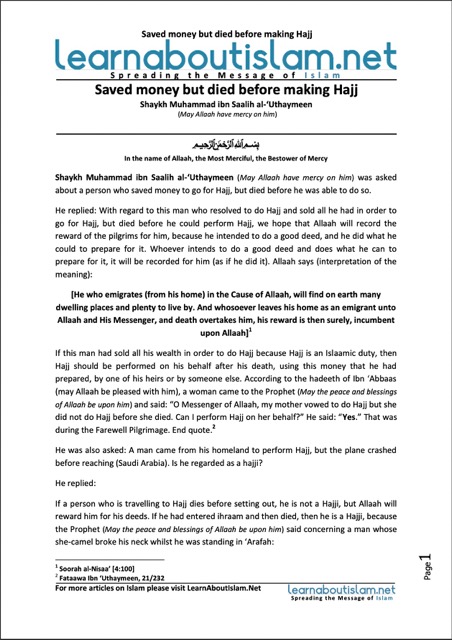 Saved money but died before making Hajj
learnaboutislam.net
Spreading the Message of Islam
Saved money but died before making Hajj
Shaykh Muhammad ibn Saalih al-‘Uthaymeen
(May Allaah have mercy on him)
بِسْمِ اللَّهِ الرَّحْمَٰنِ الرَّحِيمِ
In the name of Allaah, the Most Merciful, the Bestower of Mercy
Shaykh Muhammad ibn Saalih al-‘Uthaymeen (May Allaah have mercy on him) was asked
about a person who saved money to go for Hajj, but died before he was able to do so.
He replied: With regard to this man who resolved to do Hajj and sold all he had in order to
go for Hajj, but died before he could perform Hajj, we hope that Allaah will record the
reward of the pilgrims for him, because he intended to do a good deed, and he did what he
could to prepare for it. Whoever intends to do a good deed and does what he can to
prepare for it, it will be recorded for him (as if he did it). Allaah says (interpretation of the
meaning):
[He who emigrates (from his home) in the Cause of Allaah, will find on earth many
dwelling places and plenty to live by. And whosoever leaves his home as an emigrant unto
Allaah and His Messenger, and death overtakes him, his reward is then surely, incumbent
upon Allaah]1
If this man had sold all his wealth in order to do Hajj because Hajj is an Islaamic duty, then
Hajj should be performed on his behalf after his death, using this money that he had
prepared, by one of his heirs or by someone else. According to the hadeeth of Ibn ‘Abbaas
(may Allaah be pleased with him), a woman came to the Prophet (May the peace and blessings
of Allaah be upon him) and said: “O Messenger of Allaah, my mother vowed to do Hajj but she
did not do Hajj before she died. Can I perform Hajj on her behalf?” He said: “Yes.” That was
during the Farewell Pilgrimage. End quote.2
He was also asked: A man came from his homeland to perform Hajj, but the plane crashed
before reaching (Saudi Arabia). Is he regarded as a hajji?
He replied:
If a person who is travelling to Hajj dies before setting out, he is not a Hajji, but Allaah will
reward him for his deeds. If he had entered ihraam and then died, then he is a Hajji, because
the Prophet (May the peace and blessings of Allaah be upon him) said concerning a man whose
she-camel broke his neck whilst he was standing in ‘Arafah:
1 Soorah al-Nisaa’ [4:100]
2 Fataawa Ibn ‘Uthaymeen, 21/232
For more articles on Islam please visit LearnAboutIslam.Net
learnaboutislam.net
Spreading the Message of Islam
Page 1